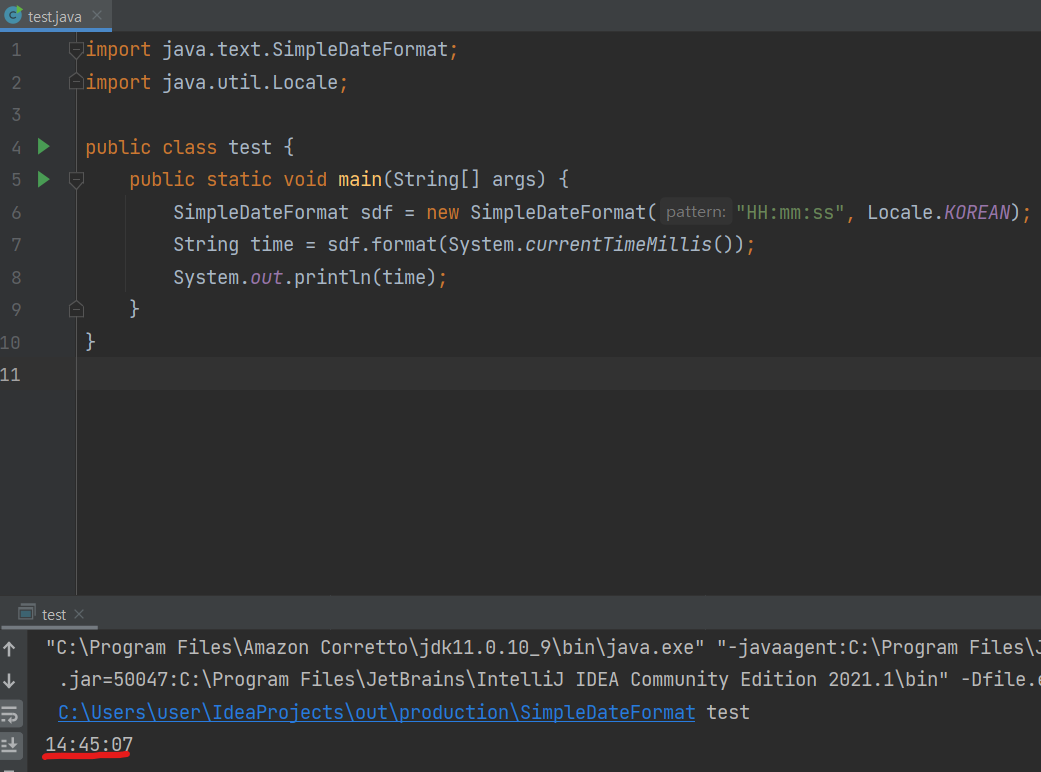 test.java
1 import java.text.SimpleDateFormat;
2 import java.util.Locale;
3
4 public class test {
5 public static void main(String[] args) {
6 SimpleDateFormat sdf = new SimpleDateFormat( pattern: "HH:mm:ss", Locale.KOREAN);
7 String time = sdf.format(System.currentTimeMillis());
8 System.out.println(time);
9 }
10 }
11
test
"C:\Program Files\Amazon Corretto\jdk11.0.10_9\bin\java.exe" "-javaagent:C:\Program Files\J
.jar=50047:C:\Program Files\JetBrains\IntelliJ IDEA Community Edition 2021.1\bin" -Dfile.e
C:\Users\user\IdeaProjects\out\production\SimpleDateFormat test
14:45:07